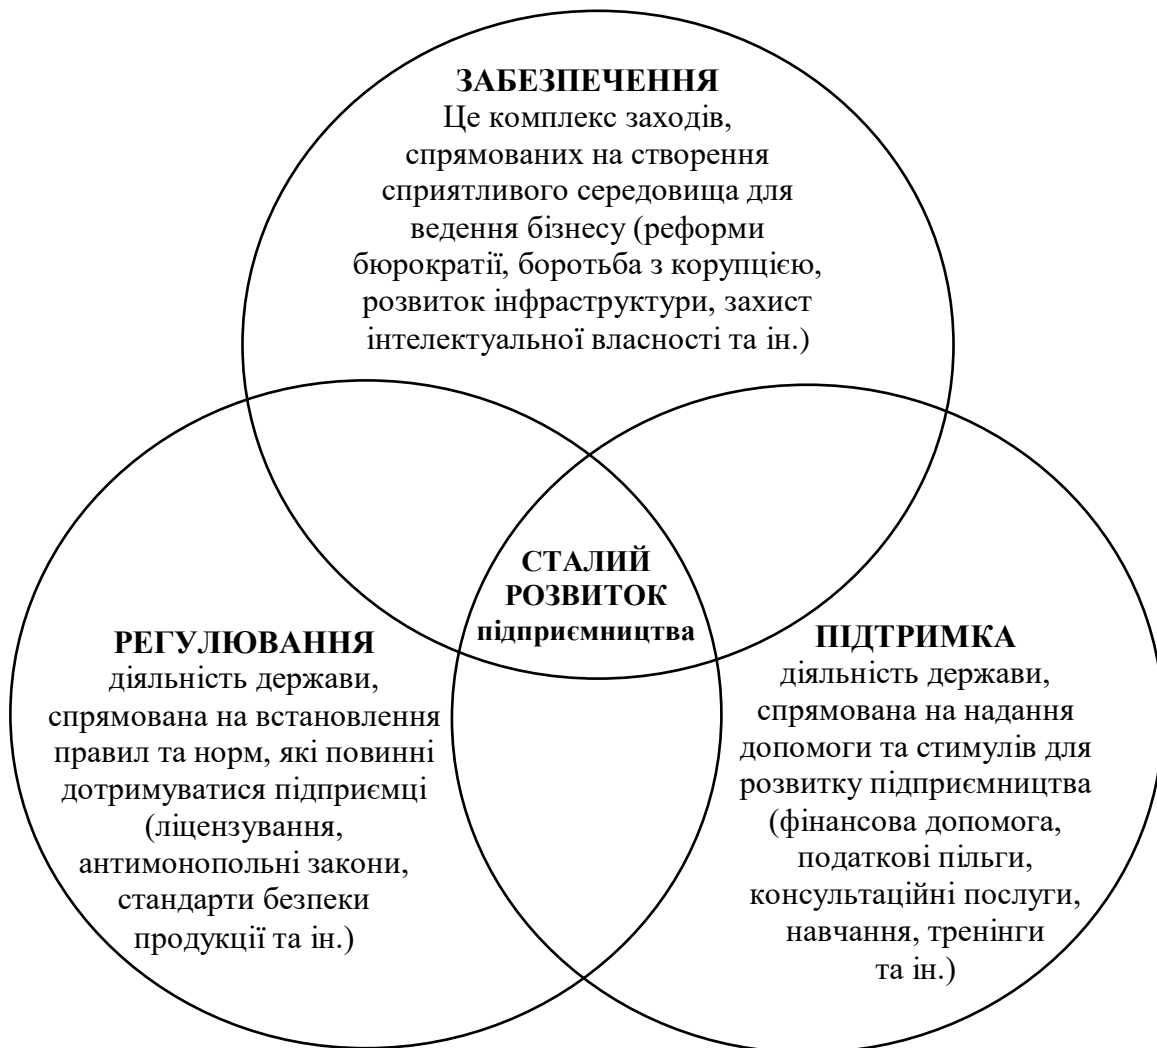 ЗАБЕЗПЕЧЕННЯ
Це комплекс заходів,
спрямованих на створення
сприятливого середовища для
ведення бізнесу (реформи
бюрократії, боротьба з корупцією,
розвиток інфраструктури, захист
інтелектуальної власності та ін.)
СТАЛИЙ
РОЗВИТОК
підприємництва
РЕГУЛЮВАННЯ
діяльність держави,
спрямована на встановлення
правил та норм, які повинні
дотримуватися підприємці
(ліцензування,
антимонопольні закони,
стандарти безпеки
продукції та ін.)
ПІДТРИМКА
діяльність держави,
спрямована на надання
допомоги та стимулів для
розвитку підприємництва
(фінансова допомога,
податкові пільги,
консультаційні послуги,
навчання, тренінги
та ін.)